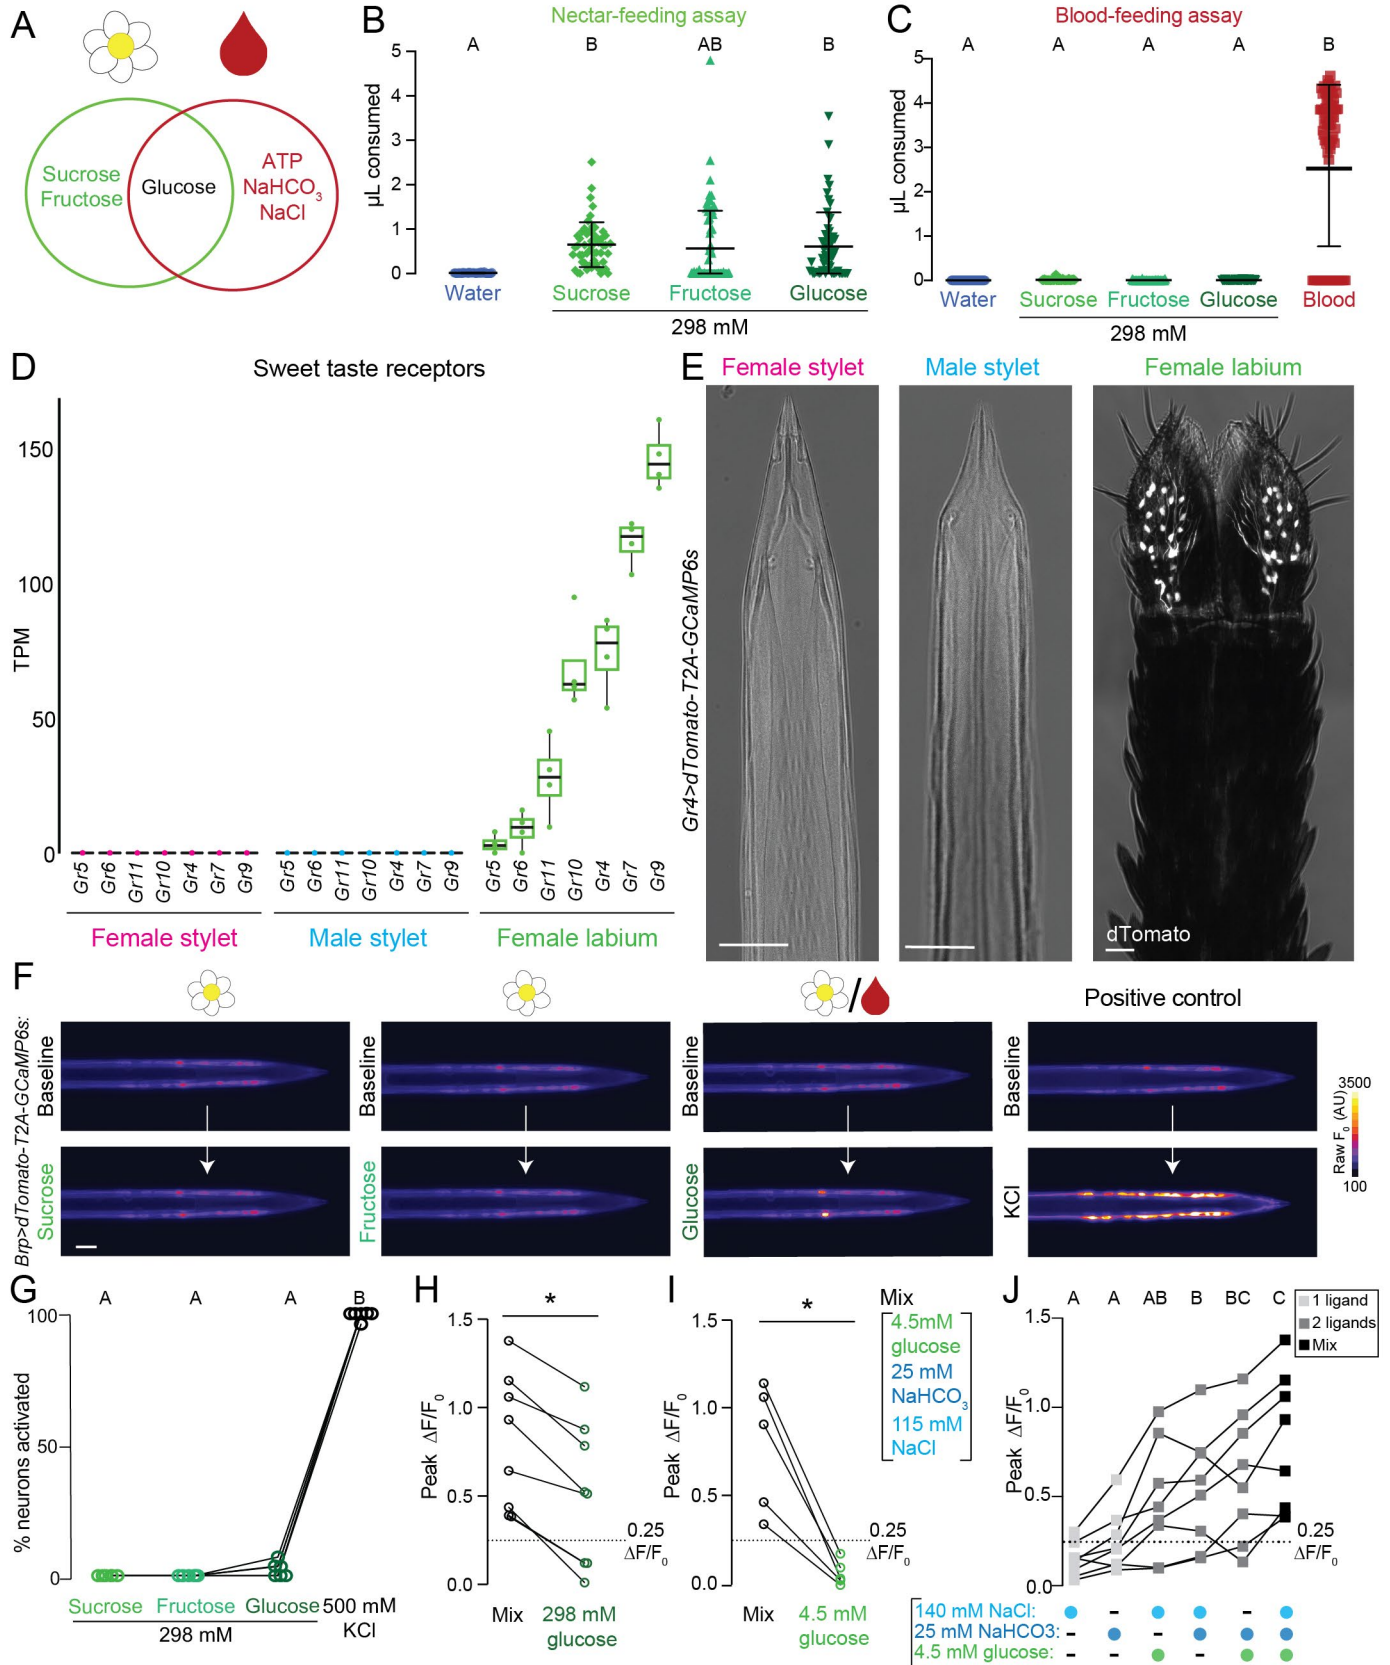 A
Sucrose
Fructose
Glucose
ATP
NaHCO3
NaCl
B
Nectar-feeding assay
A
B
AB
B
µL consumed
5
4
3
2
1
0
Water
Sucrose
Fructose
Glucose
298 mM
C
Blood-feeding assay
A
A
A
A
B
µL consumed
5
4
3
2
1
0
Water
Sucrose
Fructose
Glucose
Blood
298 mM
D
Sweet taste receptors
TPM
150
100
50
0
Gr5
Gr6
Gr11
Gr10
Gr4
Gr7
Gr9
Gr5
Gr6
Gr11
Gr10
Gr4
Gr7
Gr9
Gr5
Gr6
Gr11
Gr10
Gr4
Gr7
Gr9
Female stylet
Male stylet
Female labium
E
Female stylet
Male stylet
Female labium
Gr4>dTomato-T2A-GCaMP6s
dTomato
F
Positive control
Brp>dTomato-T2A-GCaMP6s:
Baseline
Baseline
Baseline
Baseline
Sucrose
Fructose
Glucose
KCl
3500
Raw F0 (AU)
100
G
A
A
A
B
% neurons activated
100
50
0
Sucrose
Fructose
Glucose
500 mM
KCl
298 mM
H
*
Peak ΔF/F0
1.5
1.0
0.5
0.0
0.25
ΔF/F0
Mix
298 mM
glucose
I
*
Peak ΔF/F0
1.5
1.0
0.5
0.0
0.25
ΔF/F0
Mix
4.5 mM
glucose
Mix
4.5mM
glucose
25 mM
NaHCO3
115 mM
NaCl
J
A
A
AB
B
BC
C
1 ligand
2 ligands
Mix
Peak ΔF/F0
1.5
1.0
0.5
0.0
0.25
ΔF/F0
140 mM NaCl: - -
25 mM NaHCO3: - -
4.5 mM glucose: - - -